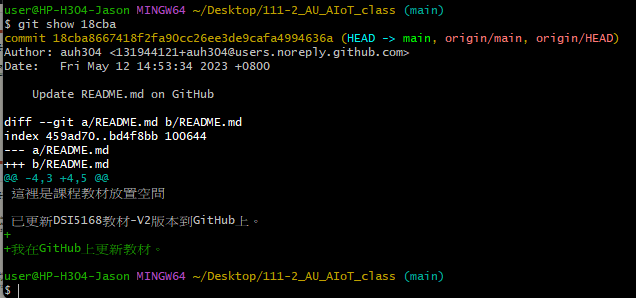 user@HP-H304-Jason MINGW64 ~/Desktop/111-2_AU_AIoT_class (main)
$ git show 18cba
commit 18cba8667418f2fa90cc26ee3de9cafa4994636a (HEAD -> main, origin/main, origin/HEAD)
Author: auh304 <131944121+auh304@users.noreply.github.com>
Date:   Fri May 12 14:53:34 2023 +0800

    Update README.md on GitHub

diff --git a/README.md b/README.md
index 459ad70..bd4f8bb 100644
--- a/README.md
+++ b/README.md
@@ -4,3 +4,5 @@
 這裡是課程教材放置空間

 已更新DSI5168教材-V2版本到GitHub上。
+
+我在GitHub上更新教材。

user@HP-H304-Jason MINGW64 ~/Desktop/111-2_AU_AIoT_class (main)
$